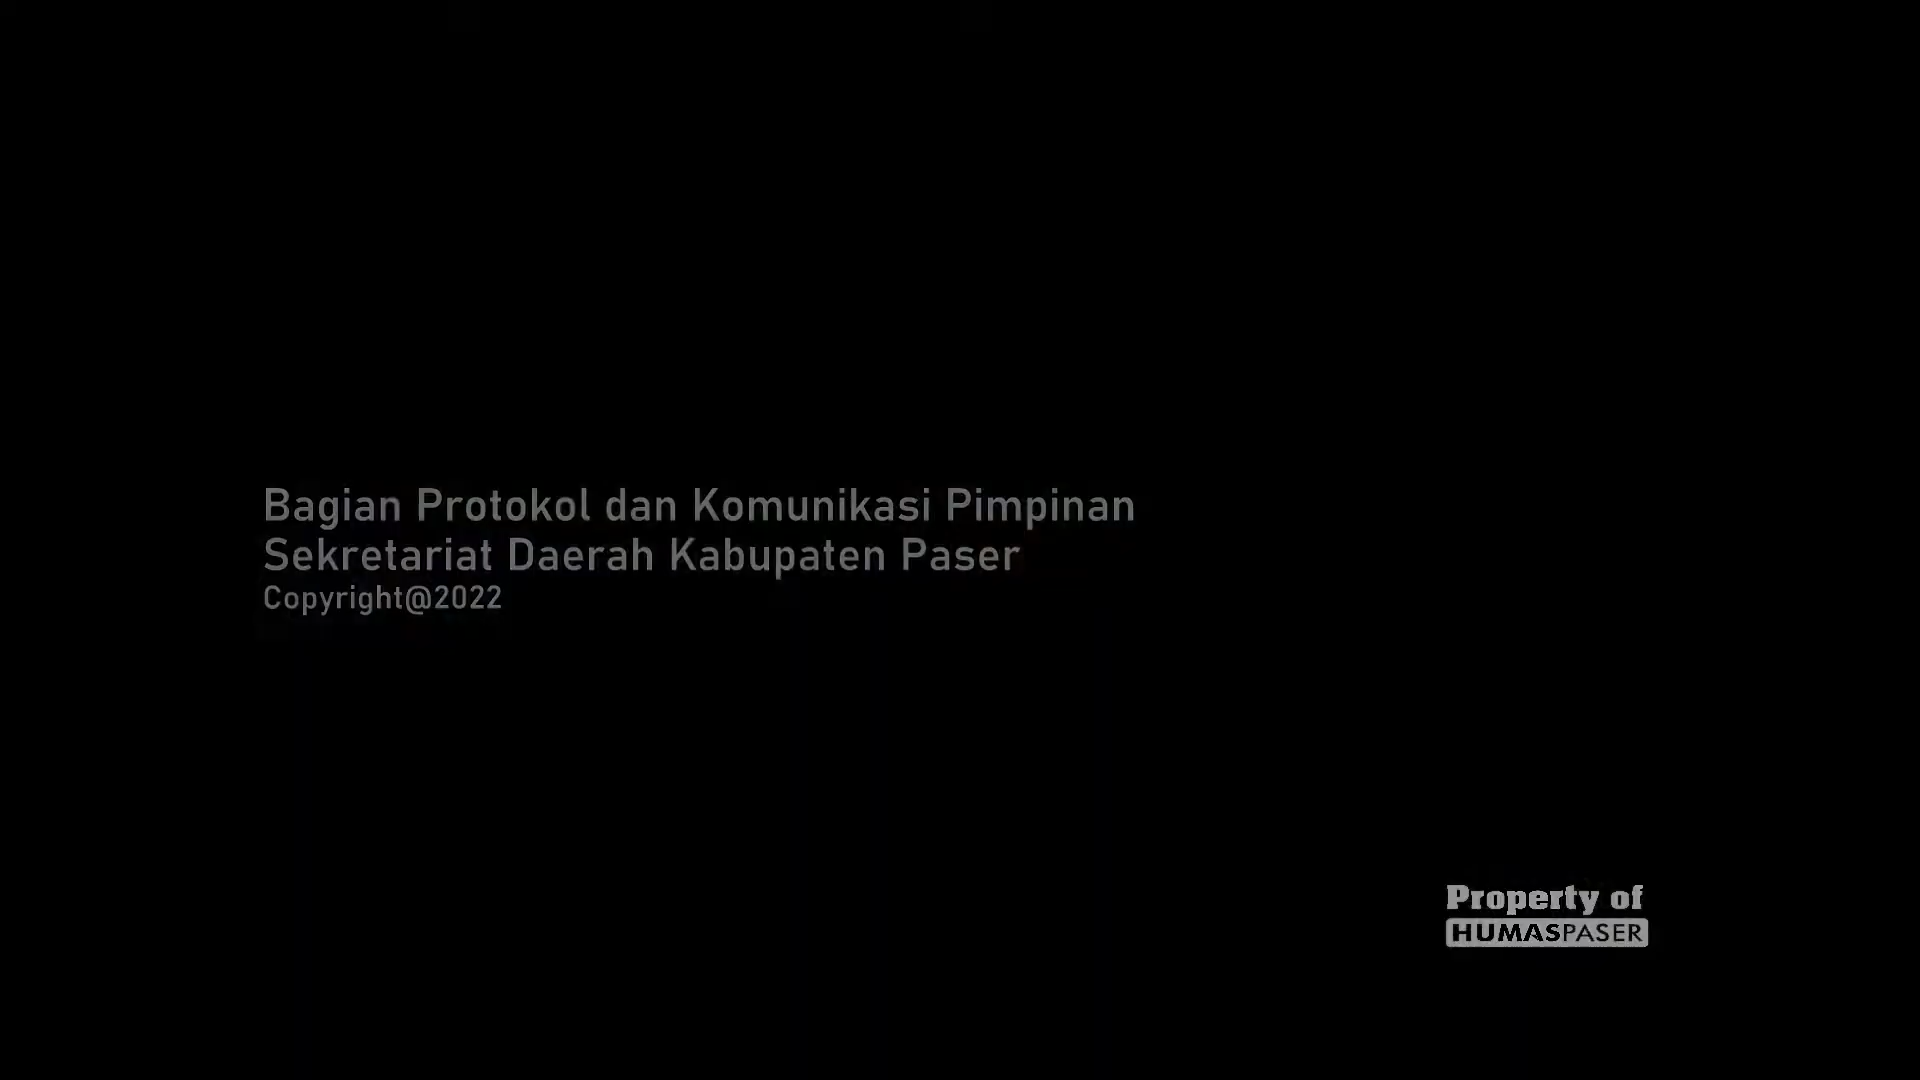 Bagian Protokol dan Komunikasi Pimpinan
Sekretariat Daerah Kabupaten Paser
Copyright@2022
Property of
HUMASPASER